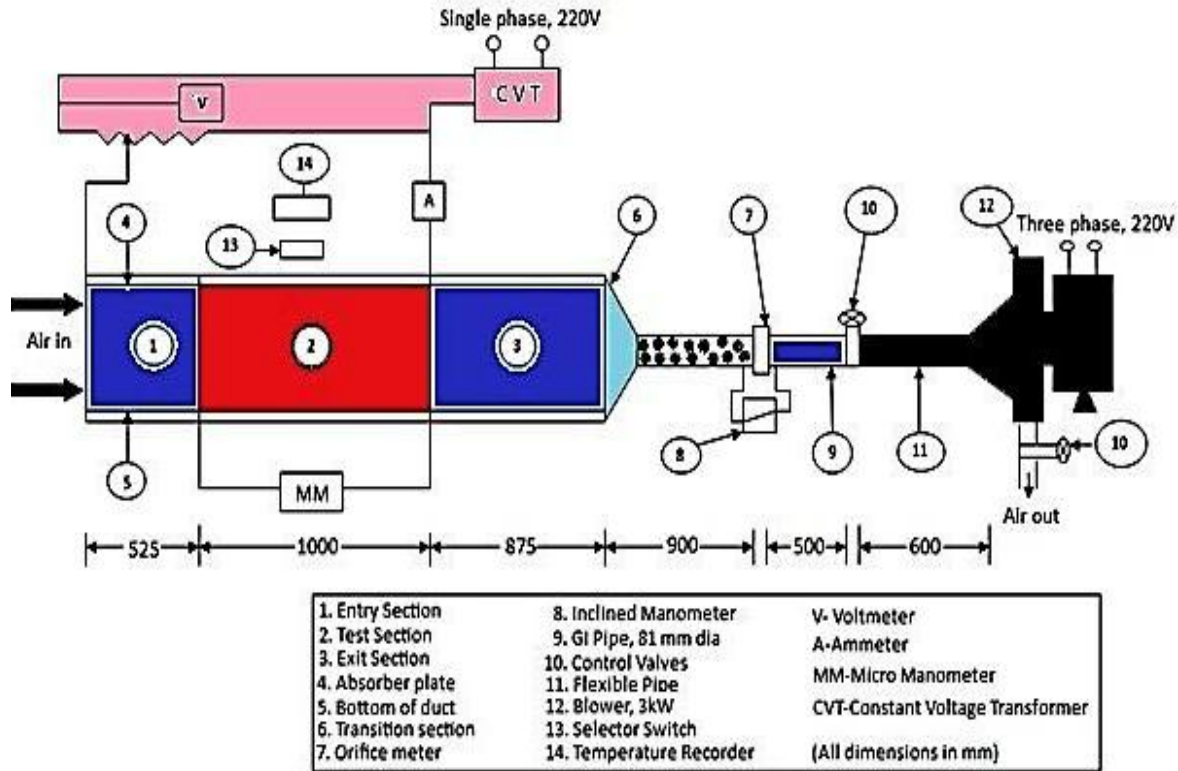 Single phase, 220V
CVT
V
14
A
4
13
6
7
10
12
Three phase, 220V
Air in
1
2
3
5
MM
8
9
11
10
Air out
525
1000
875
900
500
600
1. Entry Section
2. Test Section
3. Exit Section
4. Absorber plate
5. Bottom of duct
6. Transition section
7. Orifice meter
8. Inclined Manometer
9. GI Pipe, 81 mm dia
10. Control Valves
11. Flexible Pipe
12. Blower, 3kW
13. Selector Switch
14. Temperature Recorder
V- Voltmeter
A-Ammeter
MM-Micro Manometer
CVT-Constant Voltage Transformer
(All dimensions in mm)